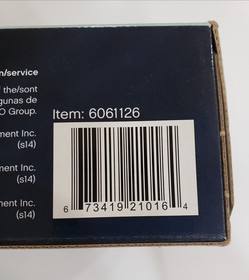 n/service
the/sont
gunas de
O Group.
Item: 6061126
ment Inc.
(s14)
ment Inc.
(s14)
ment Inc.
(s14)
6 73419 21016 4